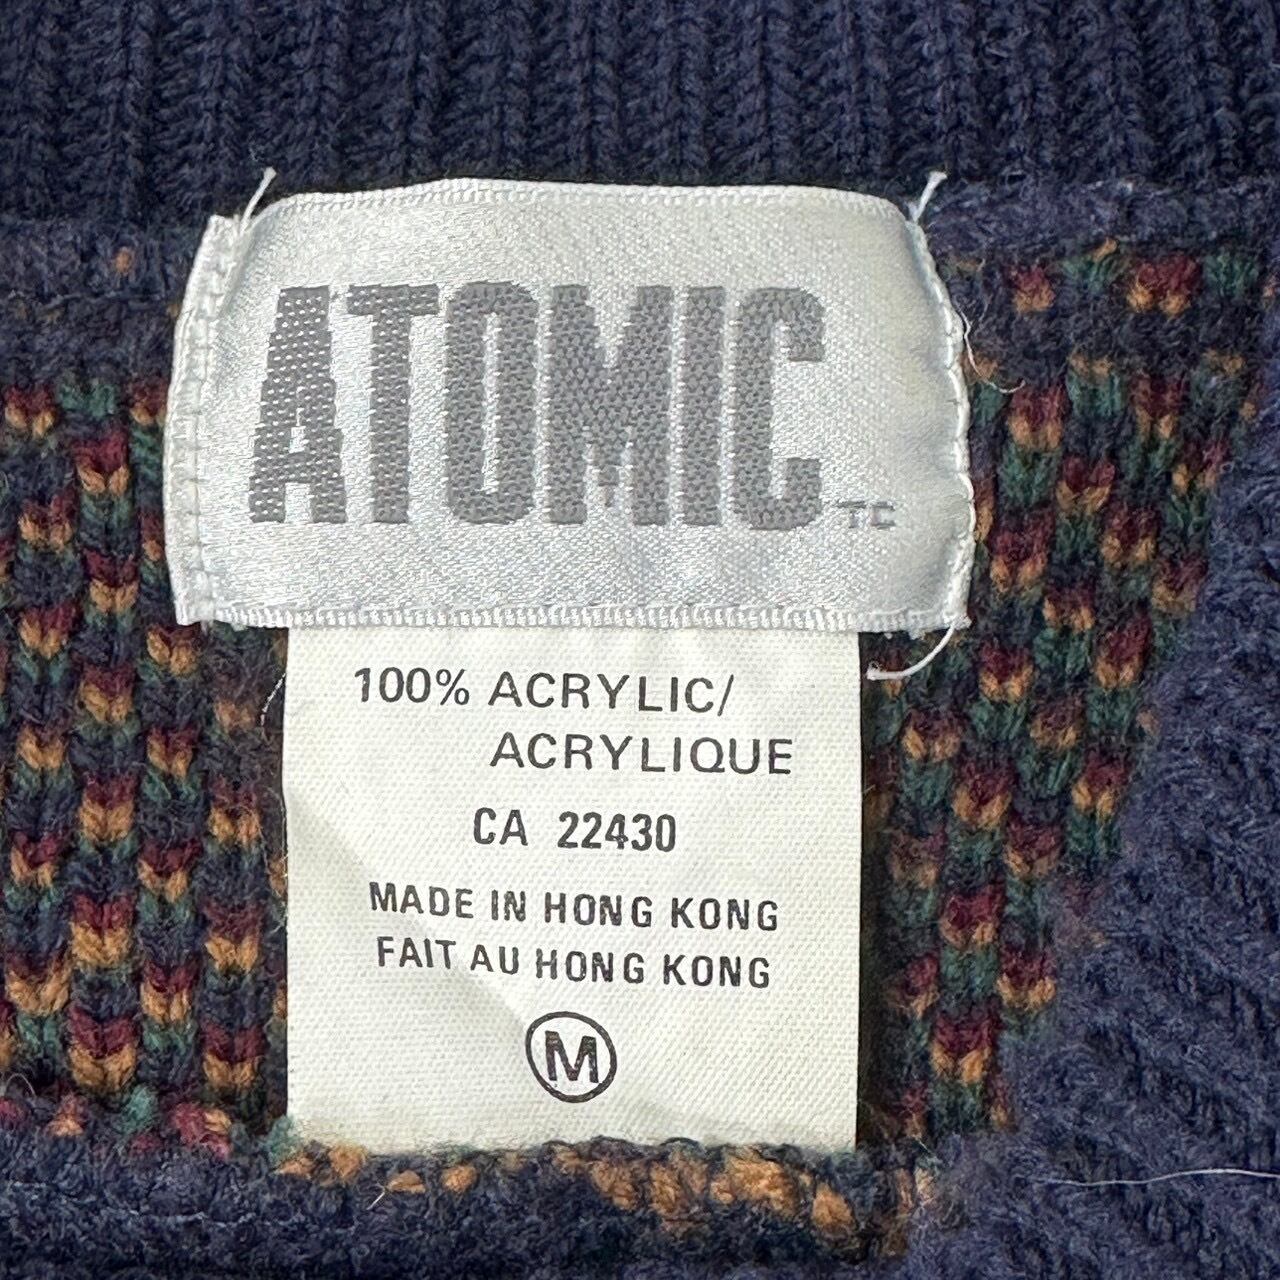 ATOMIC TC
100% ACRYLIC/
ACRYLIQUE
CA 22430
MADE IN HONG KONG
FAIT AU HONG KONG
M